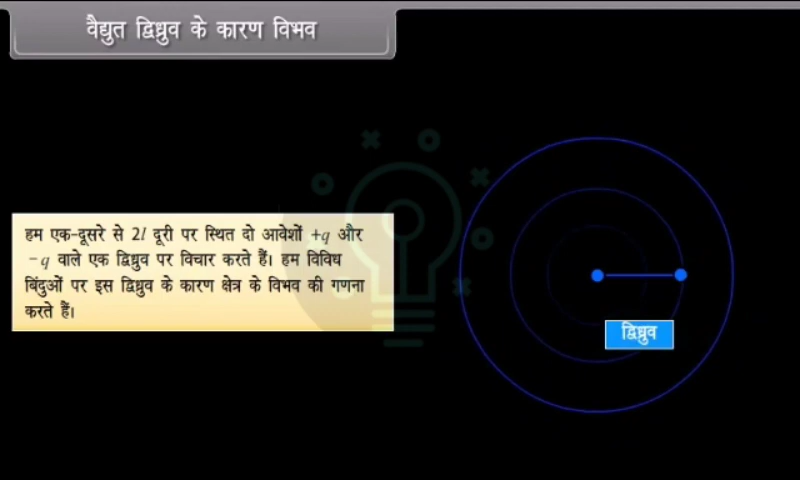 वैद्युत द्विध्रुव के कारण विभव
हम एक-दूसरे से 2l दूरी पर स्थित दो आवेशों +q और
-q वाले एक द्विध्रुव पर विचार करते हैं। हम विविध
बिंदुओं पर इस द्विध्रुव के कारण क्षेत्र के विभव की गणना
करते हैं।
द्विध्रुव